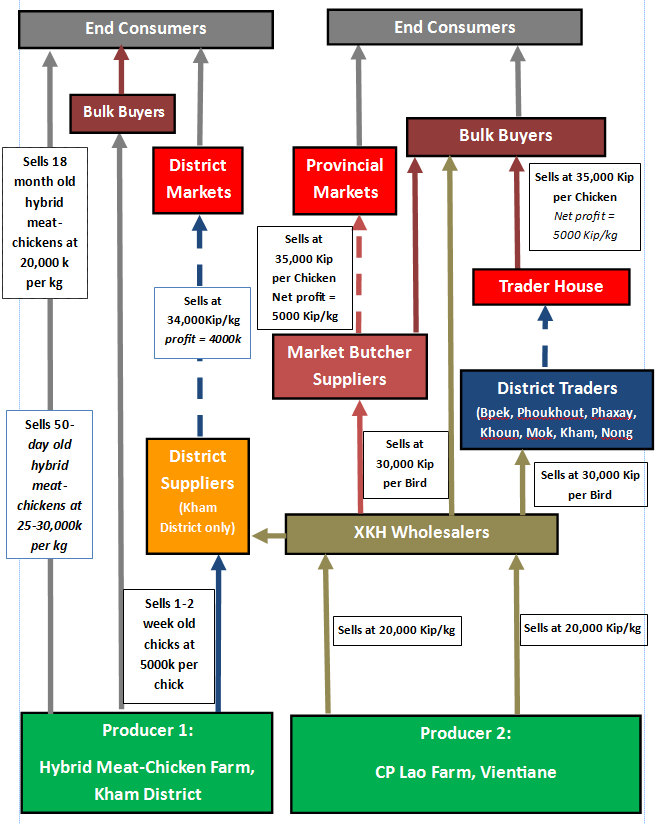 End Consumers
End Consumers
Bulk Buyers
Bulk Buyers
Sells 18
month old
hybrid
meat-
chickens at
20,000 k
per kg
District
Markets
Provincial
Markets
Sells at 35,000 Kip
per Chicken
Net profit =
5000 Kip/kg
Sells at
35,000 Kip
per Chicken
Net profit =
5000 Kip/kg
Trader House
Sells at
34,000Kip/kg
profit = 4000k
Market Butcher
Suppliers
District Traders
(Bpek, Phoukhout, Phaxay,
Khoun, Mok, Kham, Nong
Sells 50-
day old
hybrid
meat-
chickens at
25-30,000k
per kg
District
Suppliers
(Kham
District only)
Sells at
30,000 Kip
per Bird
Sells at 30,000 Kip
per Bird
XKH Wholesalers
Sells 1-2
week old
chicks at
5000k per
chick
Sells at 20,000 Kip/kg
Sells at 20,000 Kip/kg
Producer 1:
Hybrid Meat-Chicken Farm,
Kham District
Producer 2:
CP Lao Farm, Vientiane